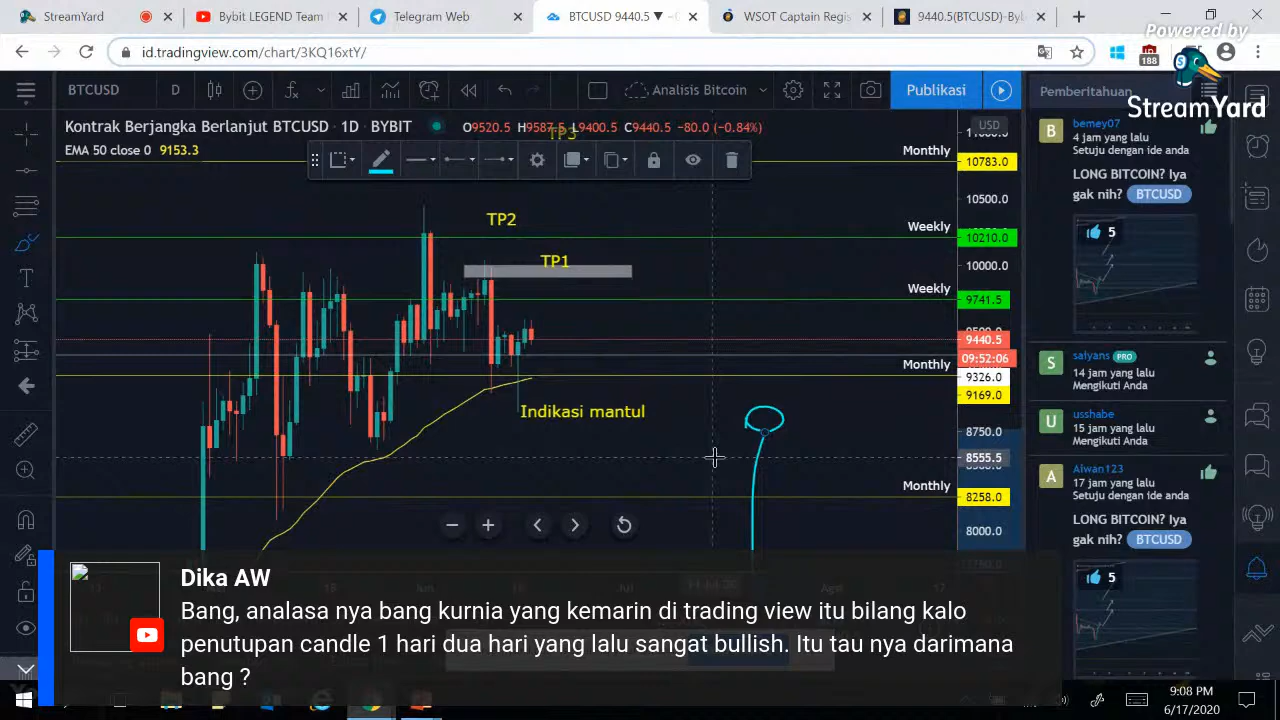 Bybit LEGEND Team
Telegram Web
BTCUSD 9440.5 ▼ -
WSOT Captain Regis
9440.5(BTCUSD)-Byb
Powered by
id.tradingview.com/chart/3KQ16xtY/
188
StreamYard
BTCUSD
D
Analisis Bitcoin
Publikasi
Pemberitahuan
Kontrak Berjangka Berlanjut BTCUSD · 1D · BYBIT
O9520.5 H9587.5 L9400.5 C9440.5 −80.0 (−0.84%)
EMA 50 close 0 9153.3
TP3
USD
Monthly
10783.0
10500.0
TP2
Weekly
10210.0
TP1
10000.0
Weekly
9741.5
9440.5
09:52:06
Monthly
9326.0
9169.0
Indikasi mantul
8750.0
8555.5
Monthly
8258.0
8000.0
B
bemey07
4 jam yang lalu
Setuju dengan ide anda
LONG BITCOIN? Iya
gak nih? BTCUSD
5
S
salyans PRO
14 jam yang lalu
Mengikuti Anda
U
usshabe
15 jam yang lalu
Mengikuti Anda
A
Alwan123
17 jam yang lalu
Setuju dengan ide anda
LONG BITCOIN? Iya
gak nih? BTCUSD
5
Dika AW
Bang, analasa nya bang kurnia yang kemarin di trading view itu bilang kalo
penutupan candle 1 hari dua hari yang lalu sangat bullish. Itu tau nya darimana
bang ?
9:08 PM
6/17/2020